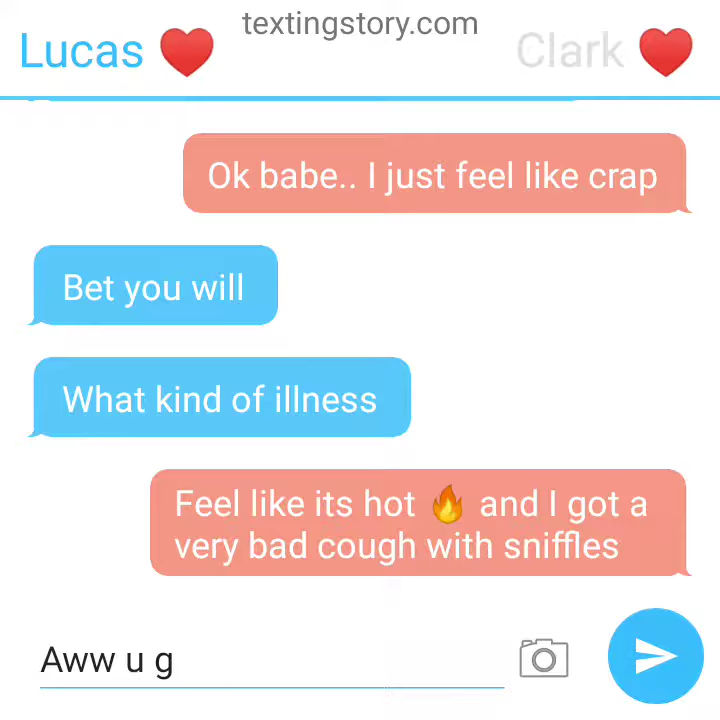 textingstory.com
Lucas ❤️
Clark ❤️
Ok babe.. I just feel like crap
Bet you will
What kind of illness
Feel like its hot 🔥 and I got a
very bad cough with sniffles
Aww u g